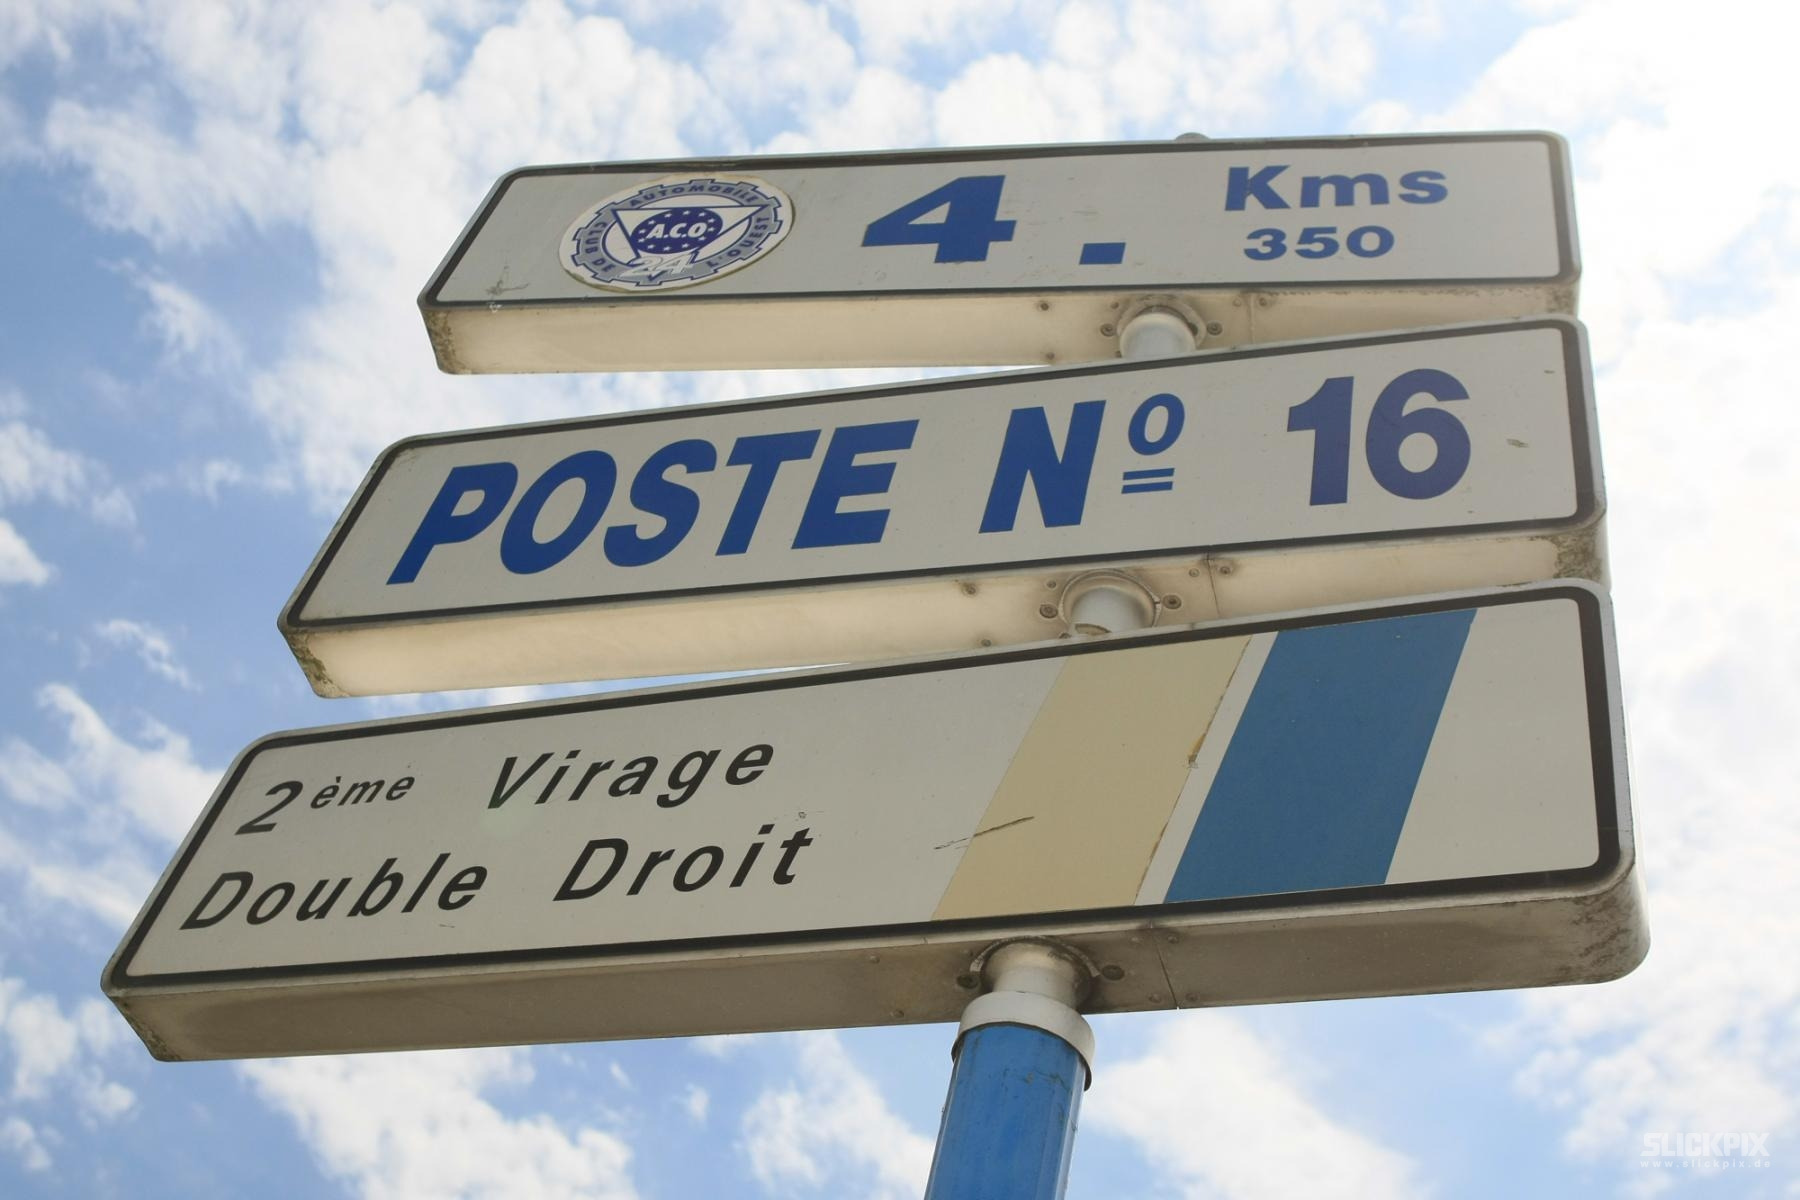 AUTOMOBILE
CLUB DE L'OUEST
A.C.O
24
4 . Kms
350
POSTE Nº 16
2ème Virage
Double Droit
SLICKPIX
www.slickpix.de